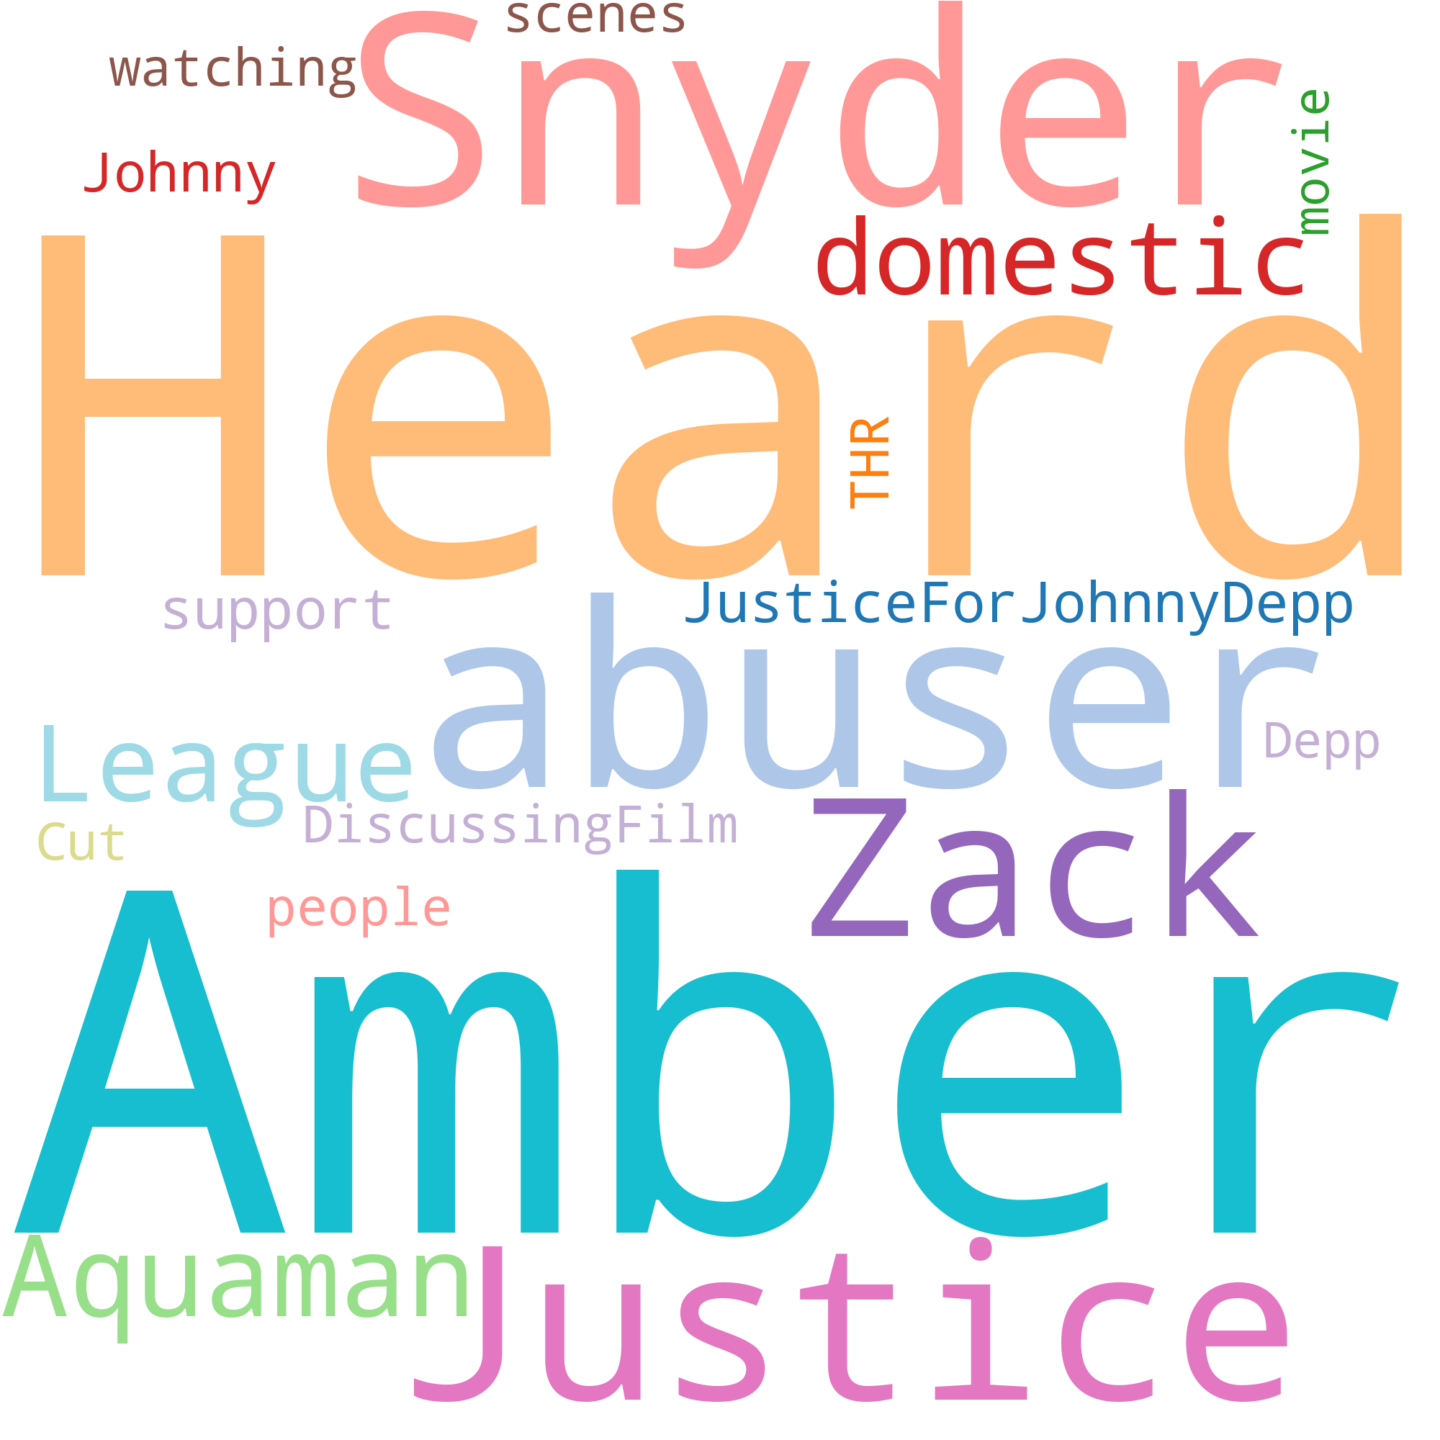 scenes
Snyder
watching
movie
Johnny
domestic
Heard
THR
JusticeForJohnnyDepp
support
abuser
Depp
League
DiscussingFilm
Cut
Zack
people
Amber
Aquaman
Justice